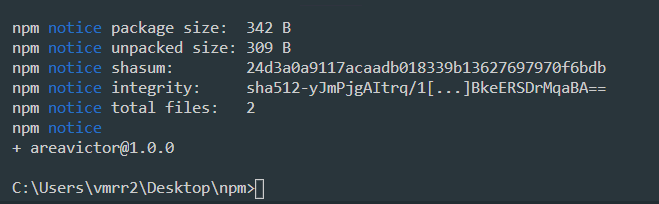 npm notice package size:  342 B
npm notice unpacked size: 309 B
npm notice shasum:        24d3a0a9117acaadb018339b13627697970f6bdb
npm notice integrity:     sha512-yJmPjgAItrq/1[...]BkeERSDrMqaBA==
npm notice total files:   2
npm notice
+ areavictor@1.0.0
C:\Users\vmrr2\Desktop\npm>